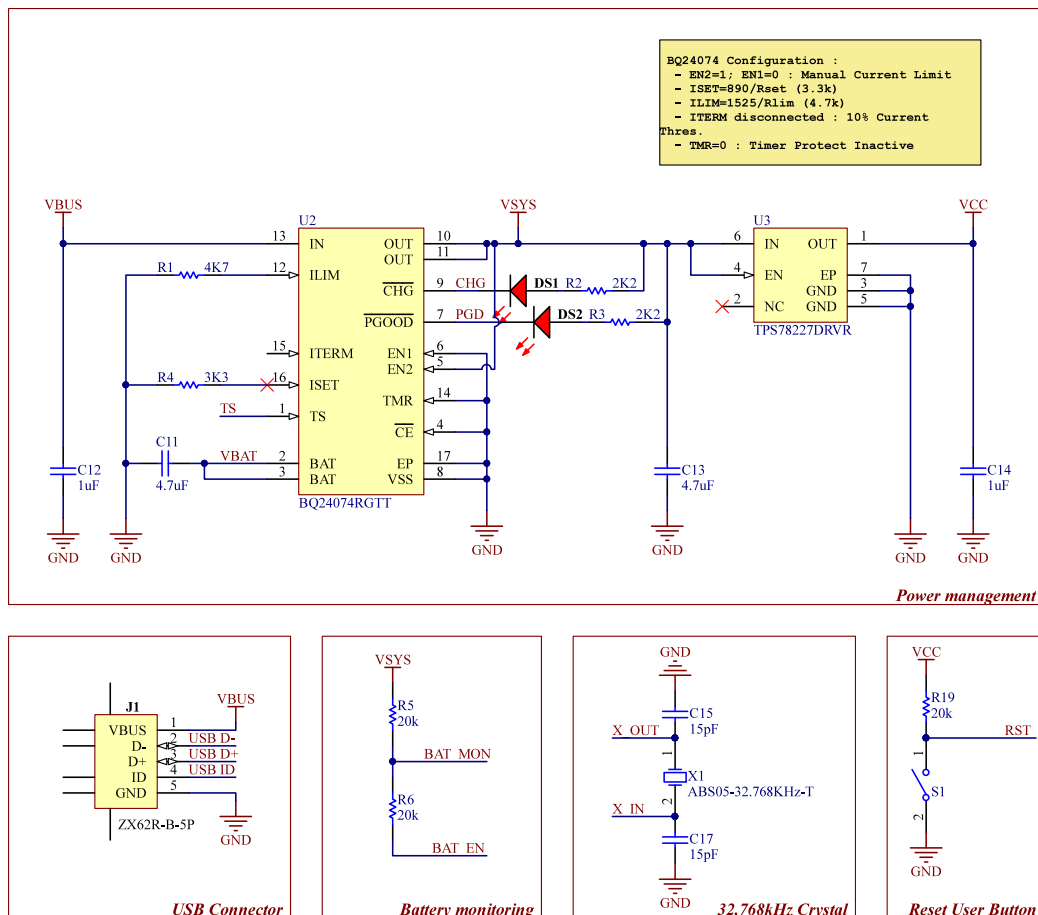 BQ24074 Configuration :
- EN2=1; EN1=0 : Manual Current Limit
- ISET=890/Rset (3.3k)
- ILIM=1525/Rlim (4.7k)
- ITERM disconnected : 10% Current
Thres.
- TMR=0 : Timer Protect Inactive
VBUS
VSYS
VCC
U2
U3
13 IN OUT 10
OUT 11
R1 4K7 12 ILIM
CHG 9 CHG DS1 R2 2K2
PGOOD 7 PGD DS2 R3 2K2
15 ITERM EN1 6
EN2 5
R4 3K3 16 ISET
TMR 14
TS 1 TS
CE 4
C11
4.7uF
VBAT 2 BAT EP 17
3 BAT VSS 8
BQ24074RGTT
6 IN OUT 1
4 EN EP 7
GND 3
2 NC GND 5
TPS78227DRVR
C12
1uF
C13
4.7uF
C14
1uF
GND
GND
GND
GND
GND
GND
Power management
J1
VBUS
VBUS 1
D- 2 USB D-
D+ 3 USB D+
ID 4 USB ID
GND 5
ZX62R-B-5P
GND
USB Connector
VSYS
R5
20k
BAT MON
R6
20k
BAT EN
Battery monitoring
GND
C15
15pF
X OUT
1
X1
ABS05-32.768KHz-T
2
X IN
C17
15pF
GND
32.768kHz Crystal
VCC
R19
20k
RST
1
S1
2
GND
Reset User Button